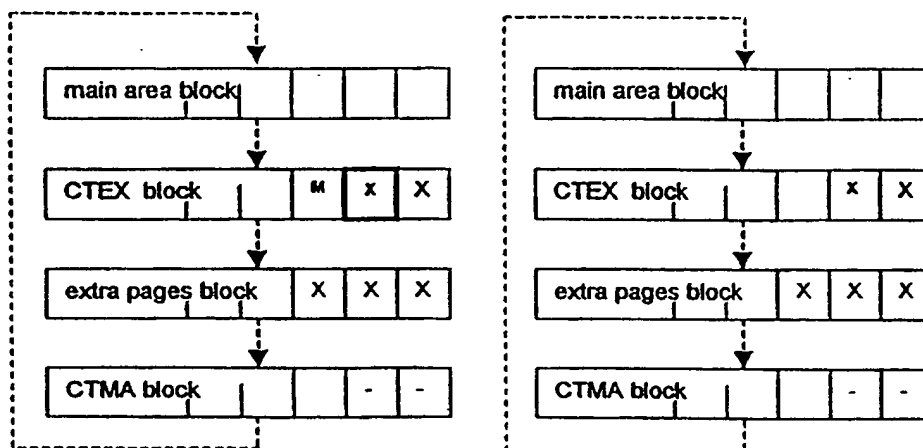 main area block
CTEX block M x X
extra pages block X X X
CTMA block - -
main area block
CTEX block x X
extra pages block X X X
CTMA block - -